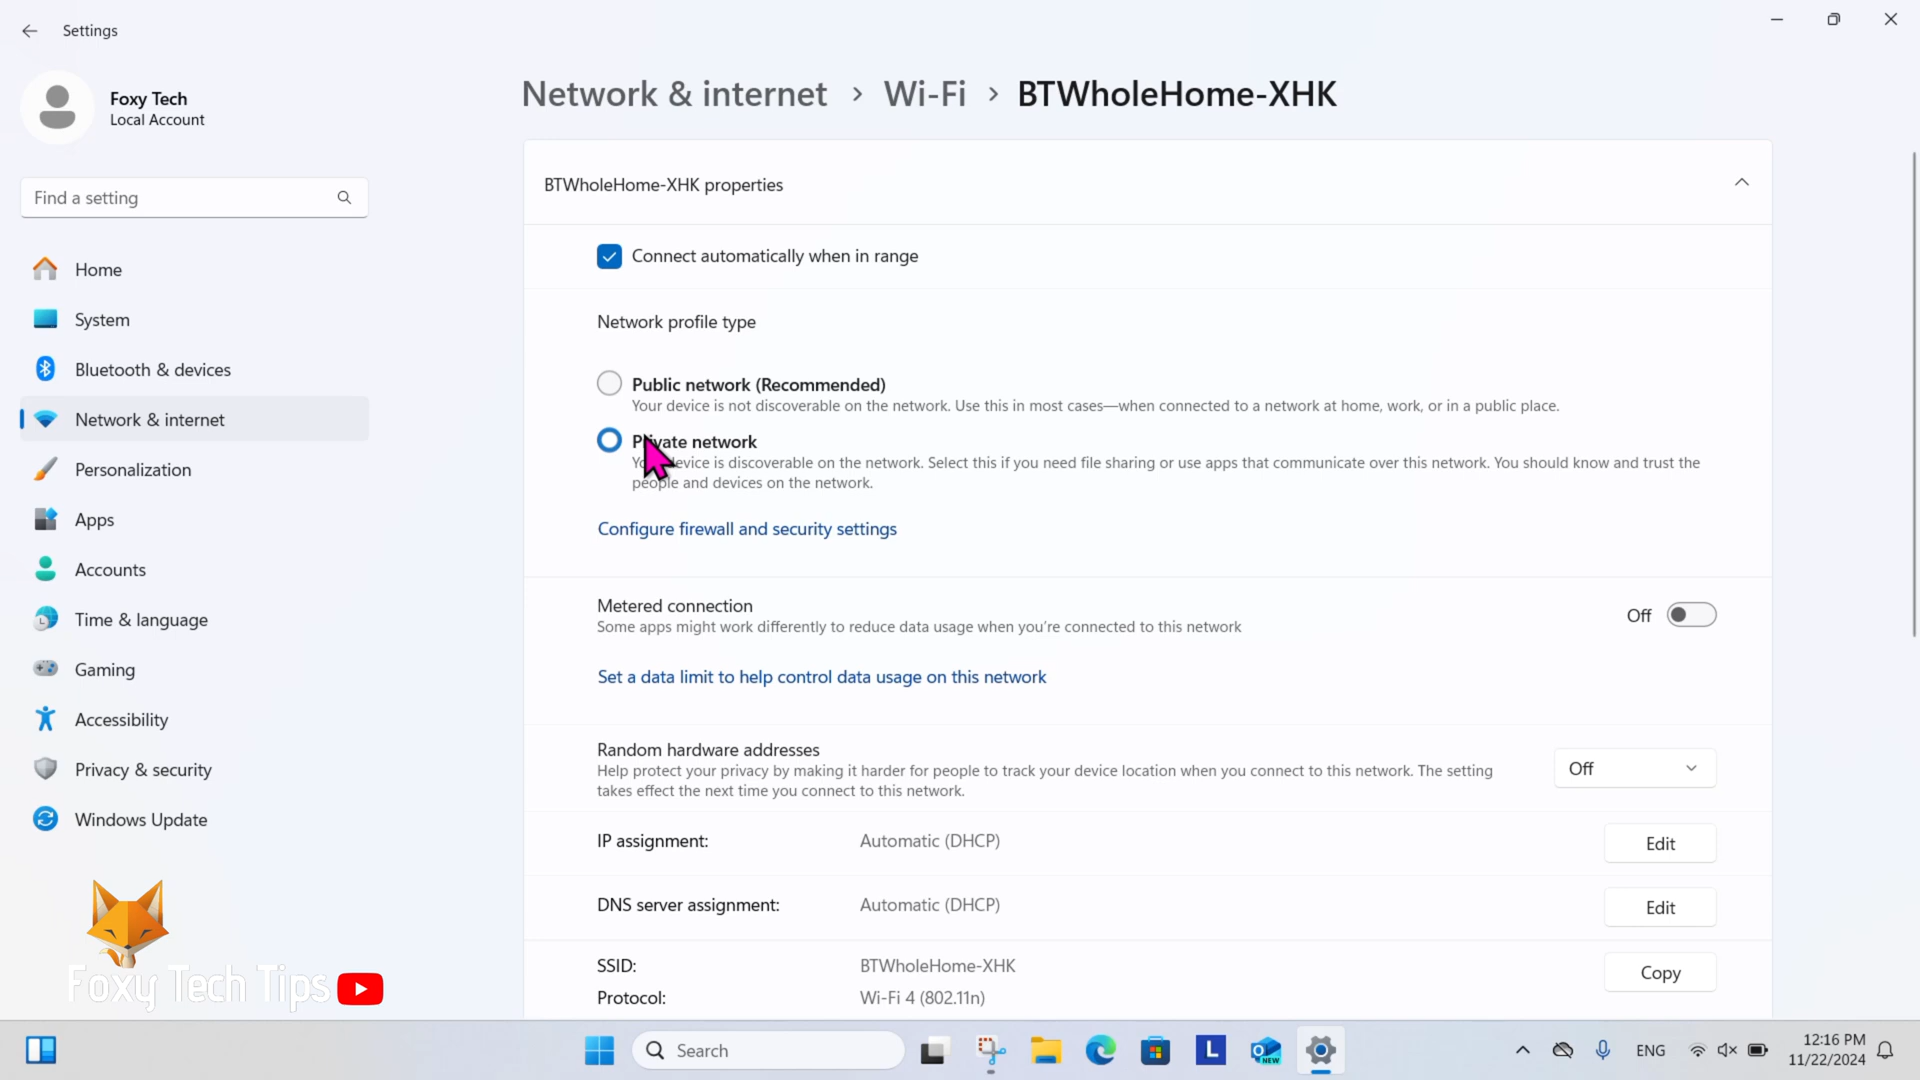 Settings
Foxy Tech
Local Account
Find a setting
Home
System
Bluetooth & devices
Network & internet
Personalization
Apps
Accounts
Time & language
Gaming
Accessibility
Privacy & security
Windows Update
Foxy Tech Tips
Network & internet > Wi-Fi > BTWholeHome-XHK
BTWholeHome-XHK properties
Connect automatically when in range
Network profile type
Public network (Recommended)
Your device is not discoverable on the network. Use this in most cases—when connected to a network at home, work, or in a public place.
Private network
Your device is discoverable on the network. Select this if you need file sharing or use apps that communicate over this network. You should know and trust the
people and devices on the network.
Configure firewall and security settings
Metered connection
Some apps might work differently to reduce data usage when you're connected to this network
Off
Set a data limit to help control data usage on this network
Random hardware addresses
Help protect your privacy by making it harder for people to track your device location when you connect to this network. The setting
takes effect the next time you connect to this network.
Off
IP assignment: Automatic (DHCP) Edit
DNS server assignment: Automatic (DHCP) Edit
SSID: BTWholeHome-XHK Copy
Protocol: Wi-Fi 4 (802.11n)
Search
L
NEW
ENG
12:16 PM
11/22/2024